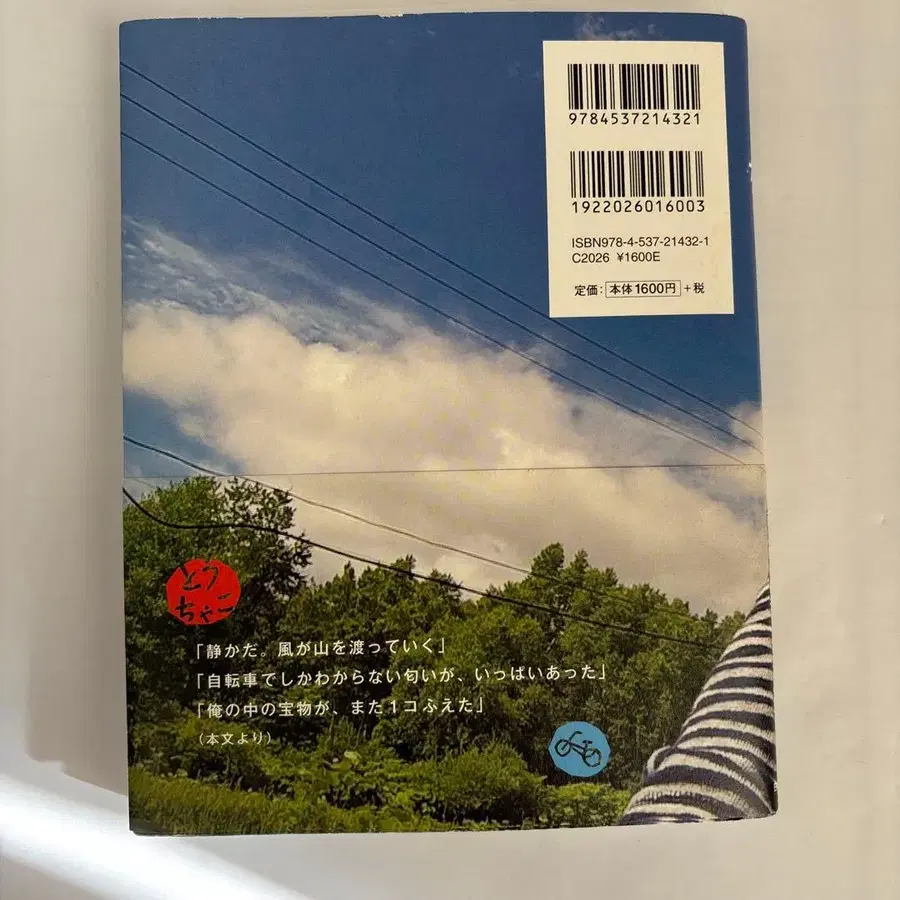 9784537214321
1922026016003
ISBN978-4-537-21432-1
C2026 ¥1600E
定価：本体1600円＋税
とう
ちゃこ
「静かだ。風が山を渡っていく」
「自転車でしかわからない匂いが、いっぱいあった」
「俺の中の宝物が、また１コふえた」
（本文より）